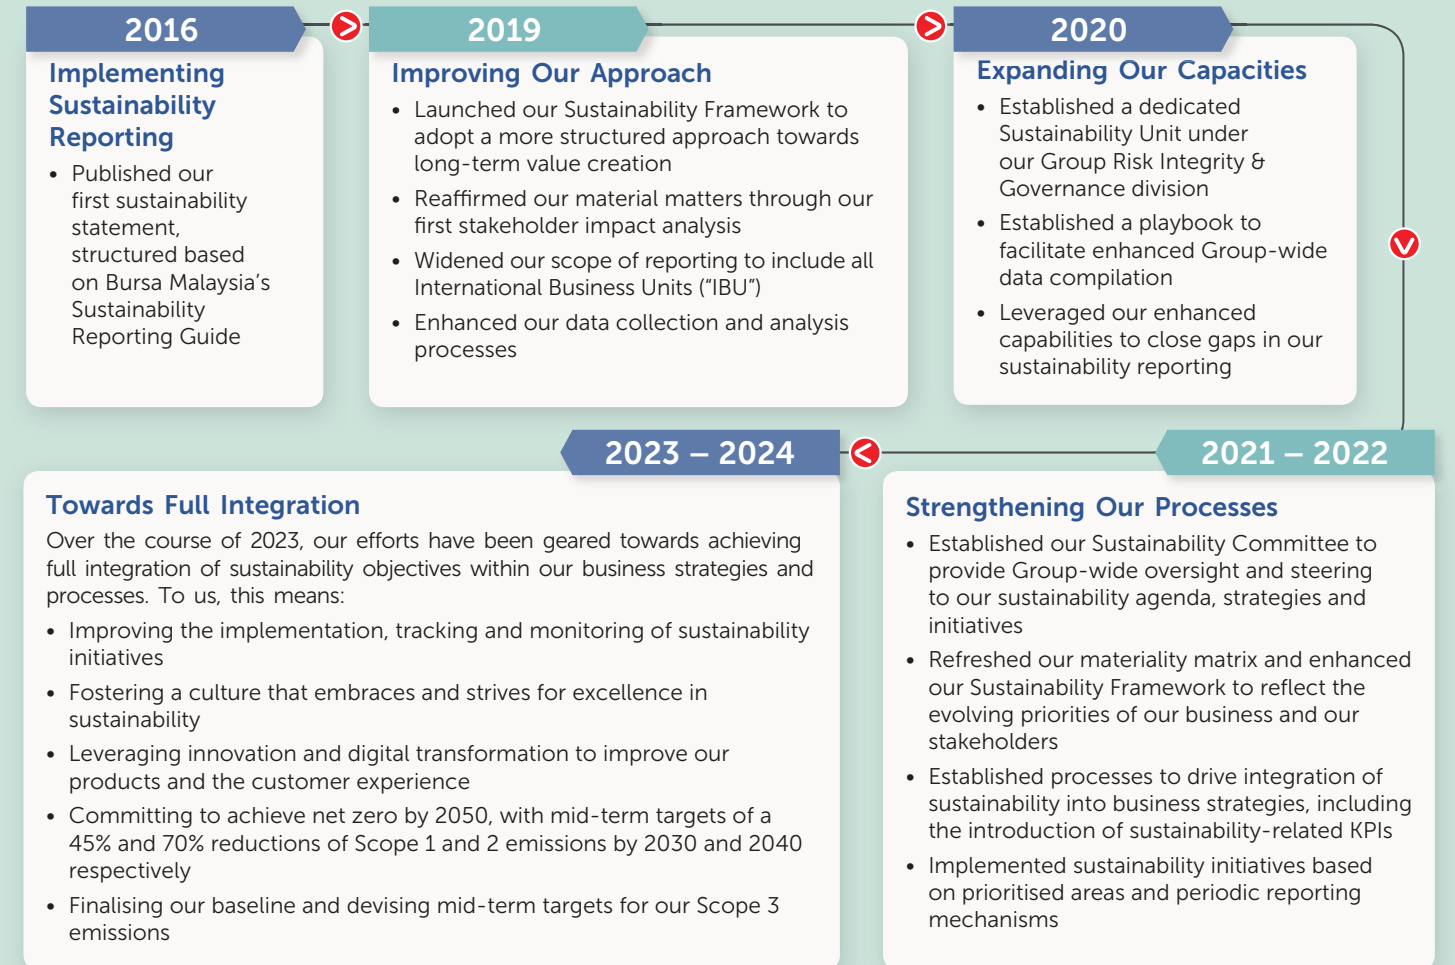 2016
Implementing
Sustainability
Reporting
• Published our
first sustainability
statement,
structured based
on Bursa Malaysia’s
Sustainability
Reporting Guide
2019
Improving Our Approach
• Launched our Sustainability Framework to
adopt a more structured approach towards
long-term value creation
• Reaffirmed our material matters through our
first stakeholder impact analysis
• Widened our scope of reporting to include all
International Business Units (“IBU”)
• Enhanced our data collection and analysis
processes
2020
Expanding Our Capacities
• Established a dedicated
Sustainability Unit under
our Group Risk Integrity &
Governance division
• Established a playbook to
facilitate enhanced Group-wide
data compilation
• Leveraged our enhanced
capabilities to close gaps in our
sustainability reporting
2021 – 2022
Strengthening Our Processes
• Established our Sustainability Committee to
provide Group-wide oversight and steering
to our sustainability agenda, strategies and
initiatives
• Refreshed our materiality matrix and enhanced
our Sustainability Framework to reflect the
evolving priorities of our business and our
stakeholders
• Established processes to drive integration of
sustainability into business strategies, including
the introduction of sustainability-related KPIs
• Implemented sustainability initiatives based
on prioritised areas and periodic reporting
mechanisms
2023 – 2024
Towards Full Integration
Over the course of 2023, our efforts have been geared towards achieving
full integration of sustainability objectives within our business strategies and
processes. To us, this means:
• Improving the implementation, tracking and monitoring of sustainability
initiatives
• Fostering a culture that embraces and strives for excellence in
sustainability
• Leveraging innovation and digital transformation to improve our
products and the customer experience
• Committing to achieve net zero by 2050, with mid-term targets of a
45% and 70% reductions of Scope 1 and 2 emissions by 2030 and 2040
respectively
• Finalising our baseline and devising mid-term targets for our Scope 3
emissions